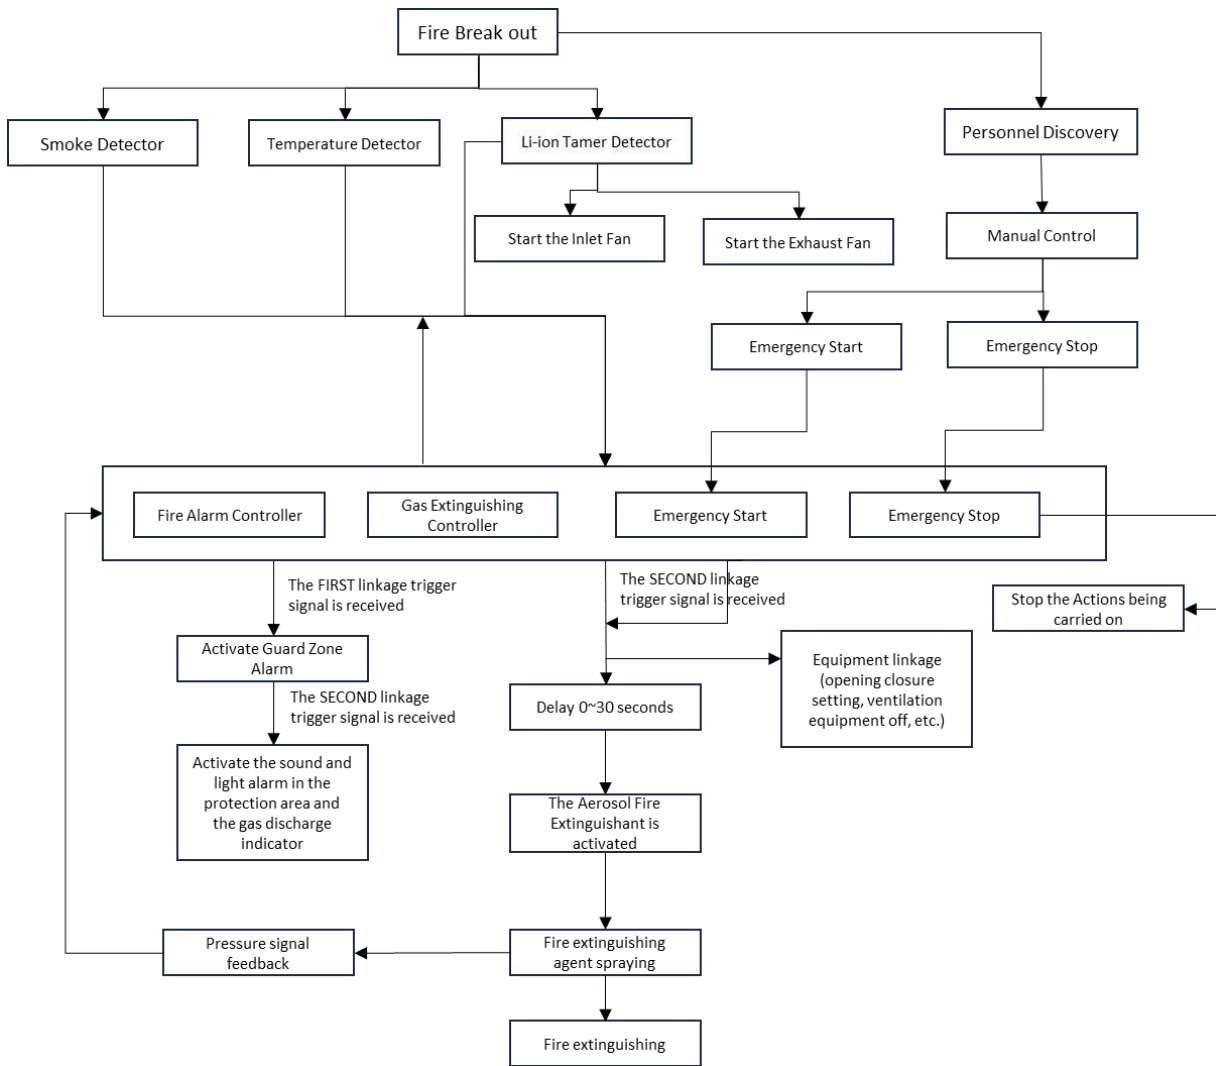 Fire Break out
Smoke Detector
Temperature Detector
Li-ion Tamer Detector
Personnel Discovery
Start the Inlet Fan
Start the Exhaust Fan
Manual Control
Emergency Start
Emergency Stop
Fire Alarm Controller
Gas Extinguishing
Controller
Emergency Start
Emergency Stop
The FIRST linkage trigger
signal is received
The SECOND linkage
trigger signal is received
Stop the Actions being
carried on
Activate Guard Zone
Alarm
Equipment linkage
(opening closure
setting, ventilation
equipment off, etc.)
The SECOND linkage
trigger signal is received
Delay 0~30 seconds
Activate the sound and
light alarm in the
protection area and
the gas discharge
indicator
The Aerosol Fire
Extinguishant is
activated
Pressure signal
feedback
Fire extinguishing
agent spraying
Fire extinguishing